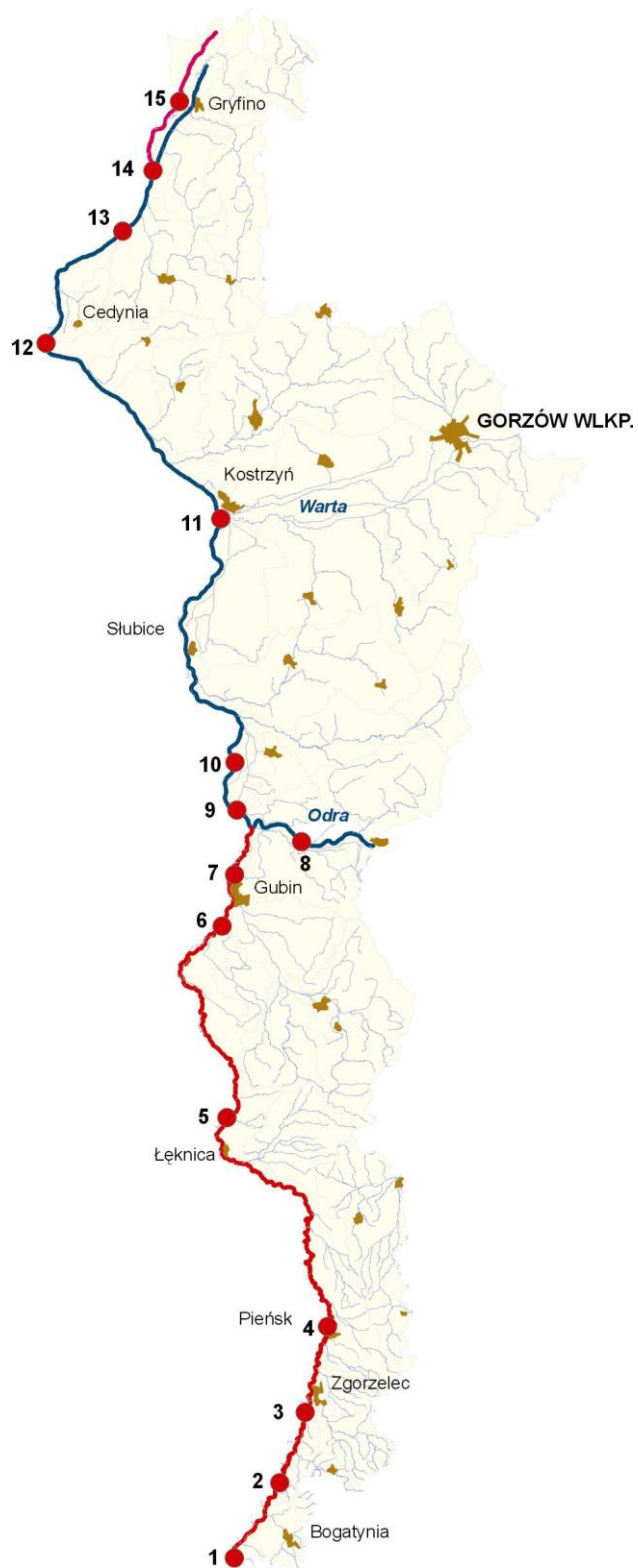 15
Gryfino
14
13
Cedynia
12
GORZÓW WLKP.
Kostrzyń
Warta
11
Słubice
10
9
Odra
8
7
Gubin
6
5
Łęknica
Pieńsk
4
Zgorzelec
3
2
Bogatynia
1